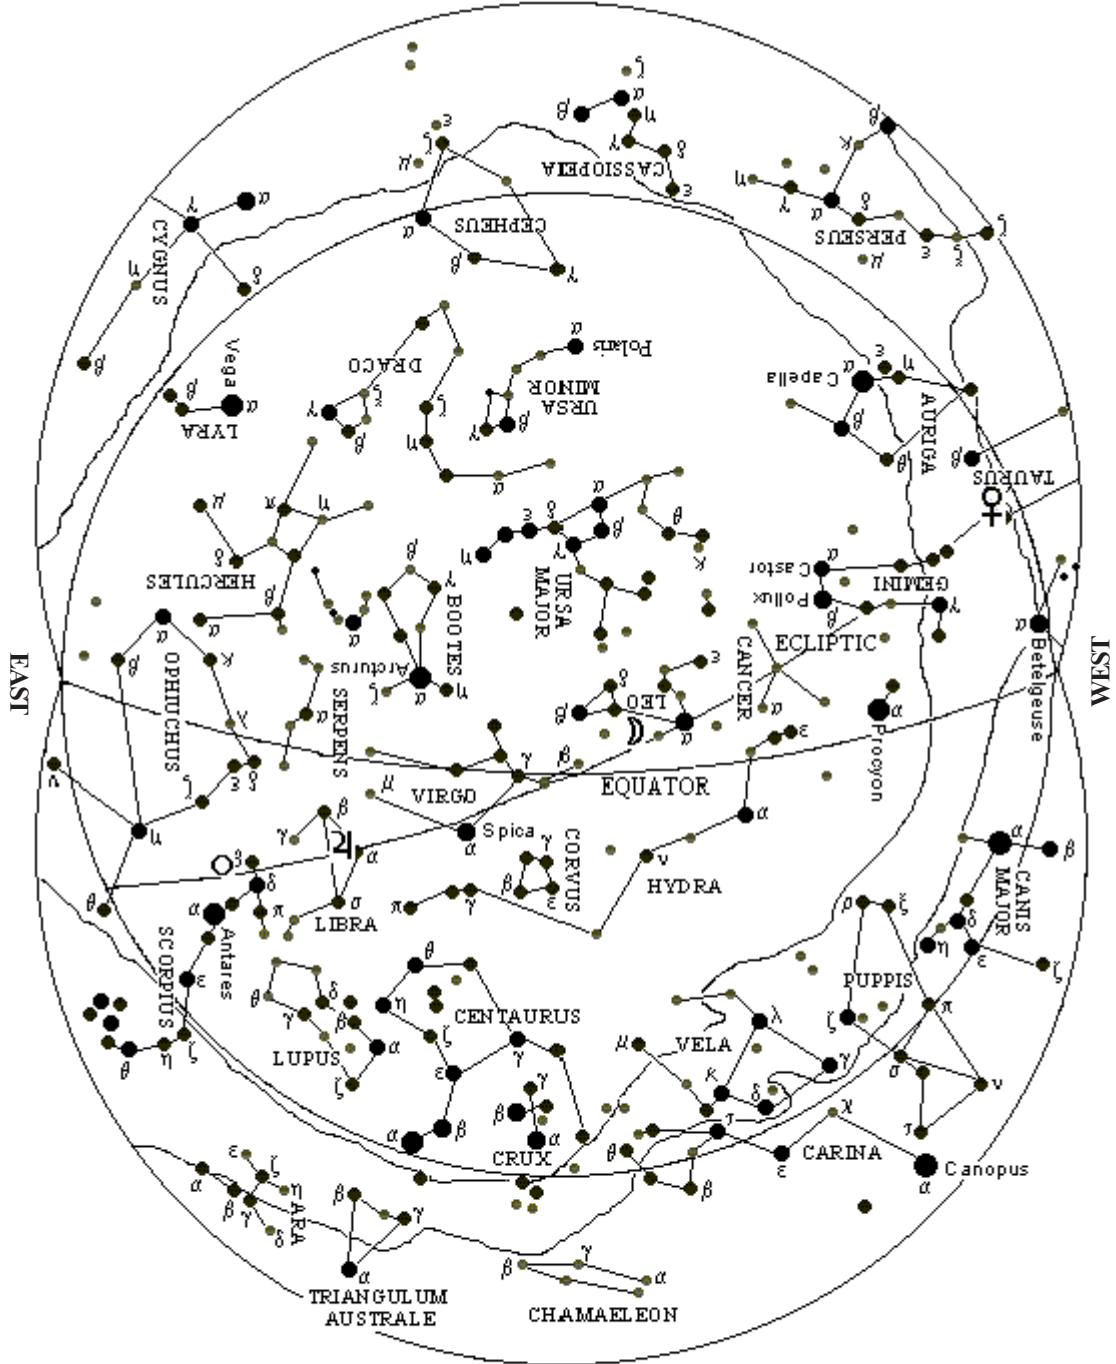 CASSIOPEIA
CEPHEUS
PERSEUS
CYGNUS
Vega
LYRA
DRACO
Polaris
URSA
MINOR
Capella
AURIGA
TAURUS
HERCULES
BOOTES
URSA
MAJOR
Castor
Pollux
GEMINI
CANCER
ECLIPTIC
Betelgeuse
WEST
EAST
OPHIUCHUS
SERPENS
Arcturus
LEO
Procyon
VIRGO
EQUATOR
Spica
CORVUS
HYDRA
LIBRA
CANIS
MAJOR
SCORPIUS
Antares
LUPUS
CENTAURUS
VELA
PUPPIS
CRUX
CARINA
Canopus
ARA
TRIANGULUM
AUSTRALE
CHAMAELEON